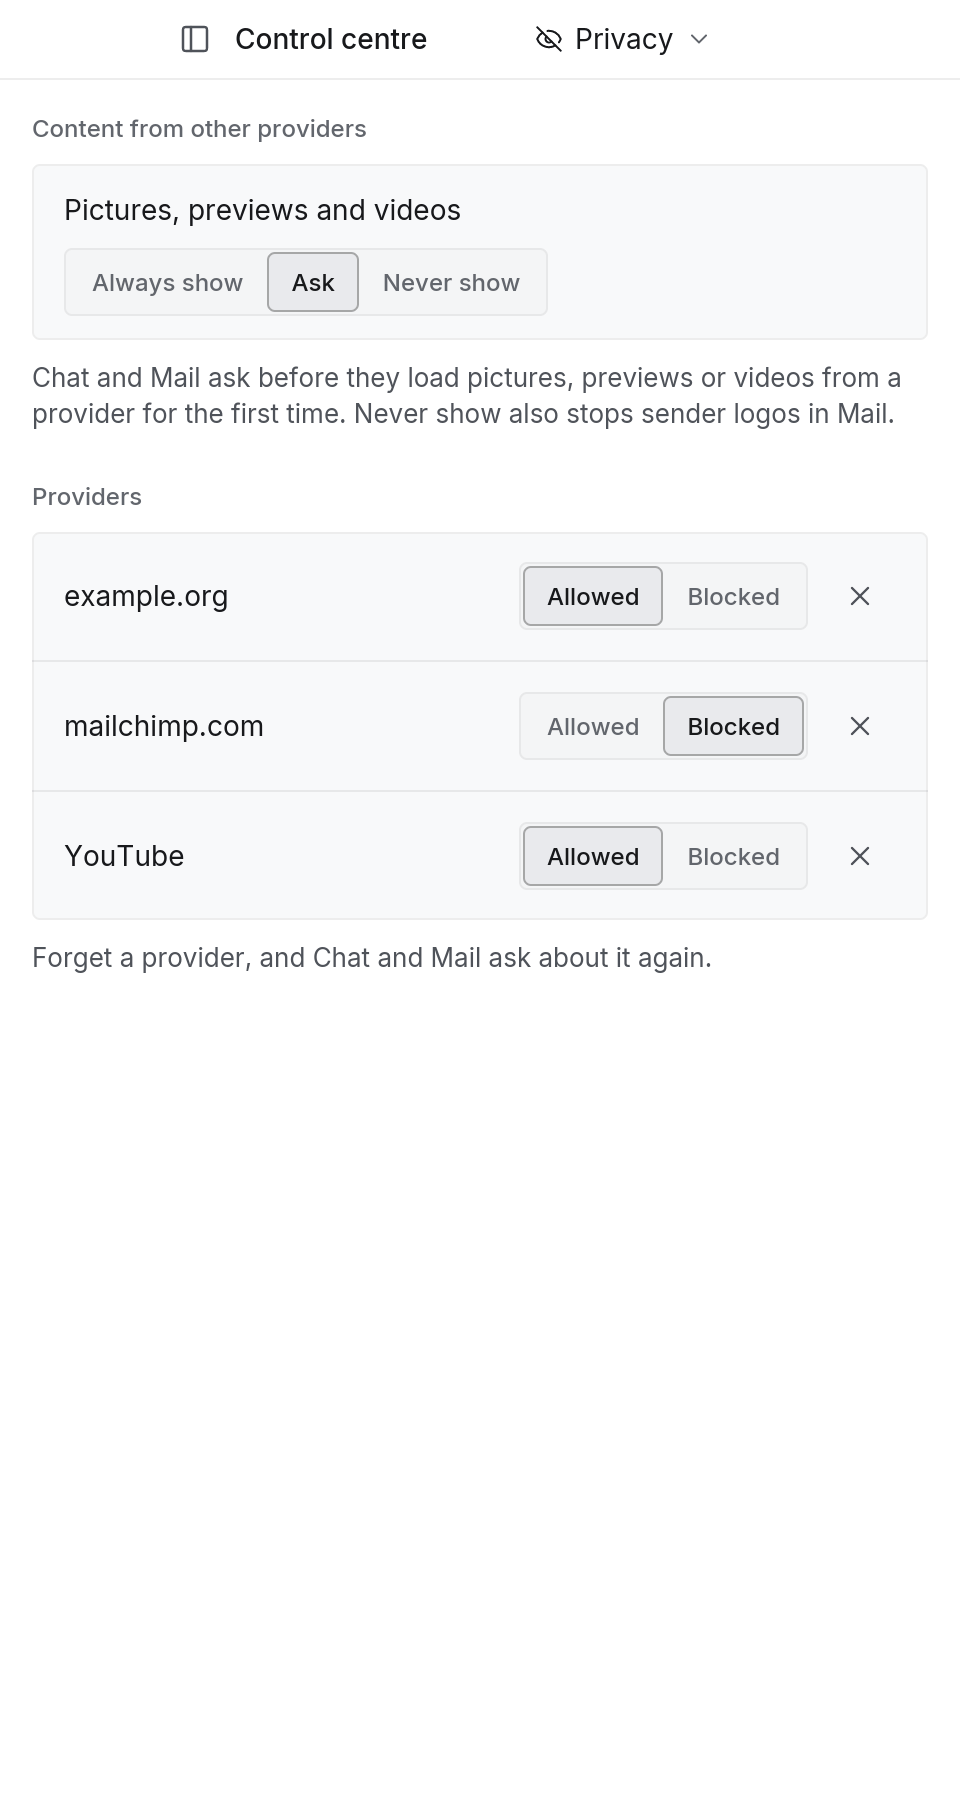 Control centre
Privacy
Content from other providers
Pictures, previews and videos
Always show
Ask
Never show
Chat and Mail ask before they load pictures, previews or videos from a
provider for the first time. Never show also stops sender logos in Mail.
Providers
example.org
Allowed
Blocked
mailchimp.com
Allowed
Blocked
YouTube
Allowed
Blocked
Forget a provider, and Chat and Mail ask about it again.